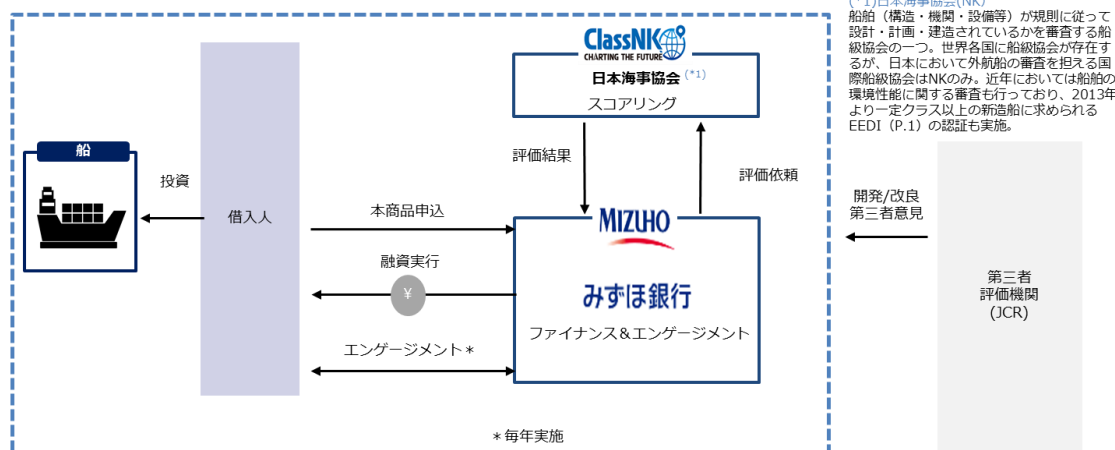 (*1)日本海事協会(NK)
船舶（構造・機関・設備等）が規則に従って
設計・計画・建造されているかを審査する船
級協会の一つ。世界各国に船級協会が存在す
るが、日本において外航船の審査を担える国
際船級協会はNKのみ。近年においては船舶の
環境性能に関する審査も行っており、2013年
より一定クラス以上の新造船に求められる
EEDI（P.1）の認証も実施。
ClassNK
CHARTING THE FUTURE
日本海事協会 (*1)
スコアリング
評価結果
評価依頼
船
投資
借入人
本商品申込
融資実行
¥
エンゲージメント＊
MIZUHO
みずほ銀行
ファイナンス＆エンゲージメント
＊毎年実施
開発/改良
第三者意見
第三者
評価機関
(JCR)